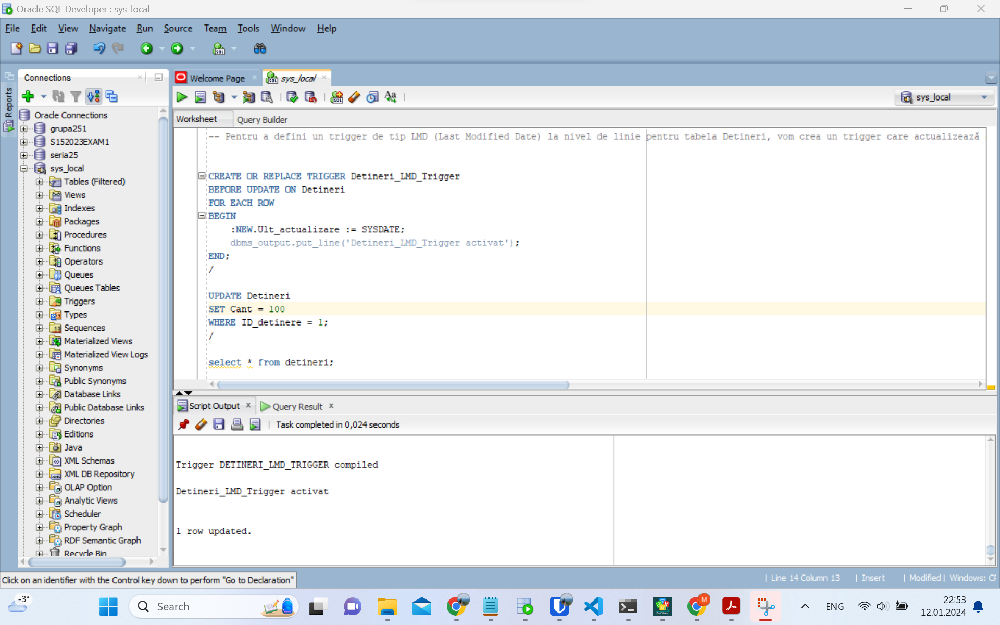 Oracle SQL Developer : sys_local
File Edit View Navigate Run Source Team Tools Window Help
Reports
Connections
Oracle Connections
grupa251
S152023EXAM1
seria25
sys_local
Tables (Filtered)
Views
Indexes
Packages
Procedures
Functions
Operators
Queues
Queues Tables
Triggers
Types
Sequences
Materialized Views
Materialized View Logs
Synonyms
Public Synonyms
Database Links
Public Database Links
Directories
Editions
Java
XML Schemas
XML DB Repository
OLAP Option
Analytic Views
Scheduler
Property Graph
RDF Semantic Graph
Recycle Bin
Welcome Page
sys_local
sys_local
Worksheet Query Builder
-- Pentru a defini un trigger de tip LMD (Last Modified Date) la nivel de linie pentru tabela Detineri, vom crea un trigger care actualizează
CREATE OR REPLACE TRIGGER Detineri_LMD_Trigger
BEFORE UPDATE ON Detineri
FOR EACH ROW
BEGIN
:NEW.Ult_actualizare := SYSDATE;
dbms_output.put_line('Detineri_LMD_Trigger activat');
END;
/
UPDATE Detineri
SET Cant = 100
WHERE ID_detinere = 1;
/
select * from detineri;
Script Output x Query Result x
Task completed in 0,024 seconds
Trigger DETINERI_LMD_TRIGGER compiled
Detineri_LMD_Trigger activat
1 row updated.
Click on an identifier with the Control key down to perform "Go to Declaration"
| Line 14 Column 13 | Insert | Modified | Windows:
-3°
Search
ENG
22:53
12.01.2024